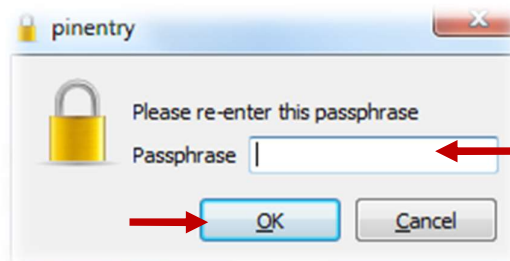 pinentry
Please re-enter this passphrase
Passphrase
OK
Cancel